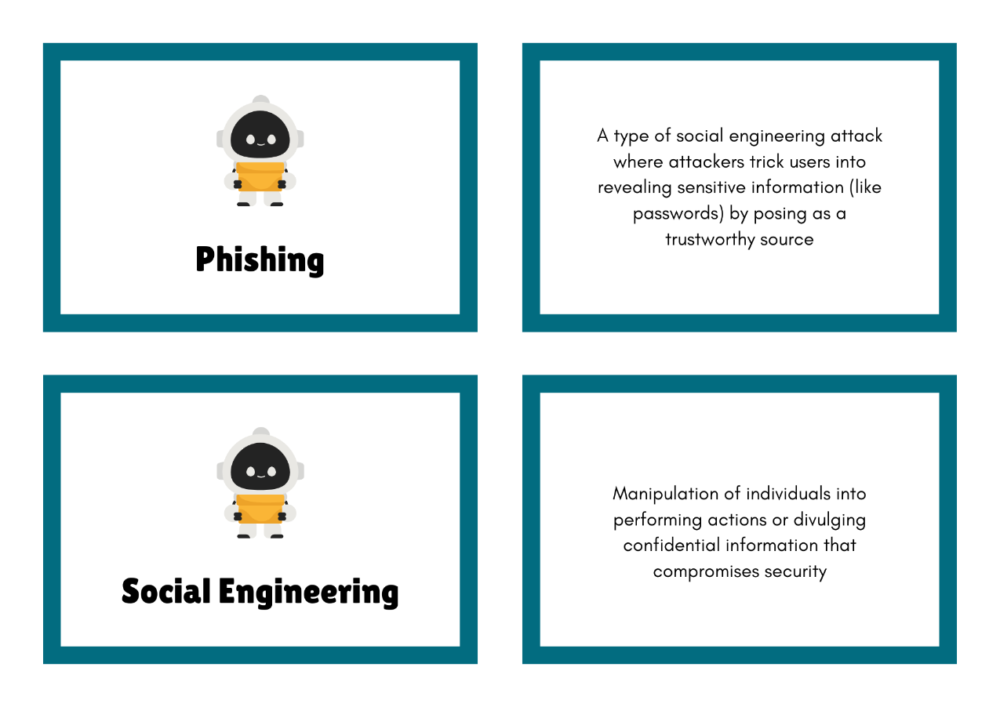 Phishing
A type of social engineering attack
where attackers trick users into
revealing sensitive information (like
passwords) by posing as a
trustworthy source
Social Engineering
Manipulation of individuals into
performing actions or divulging
confidential information that
compromises security